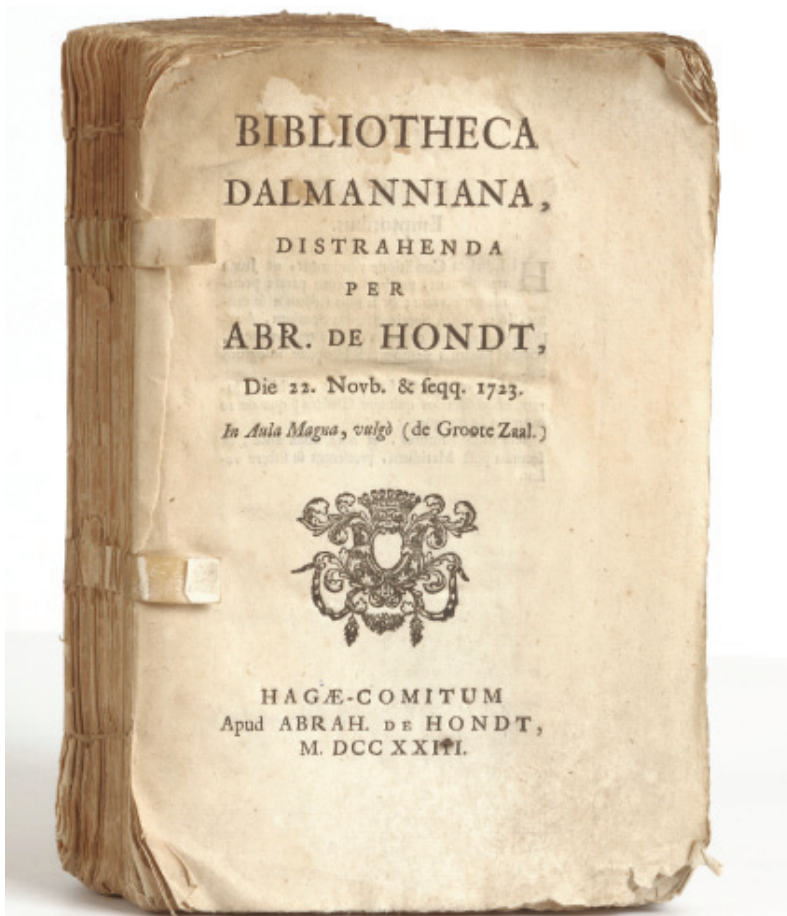 BIBLIOTHECA
DALMANNIANA,
DISTRAHENDA
PER
ABR. DE HONDT,
Die 22. Novb. & ſeqq. 1723.
In Aula Magna, vulgò (de Groote Zaal.)
HAGÆ-COMITUM
Apud ABRAH. DE HONDT,
M. DCC XXIII.